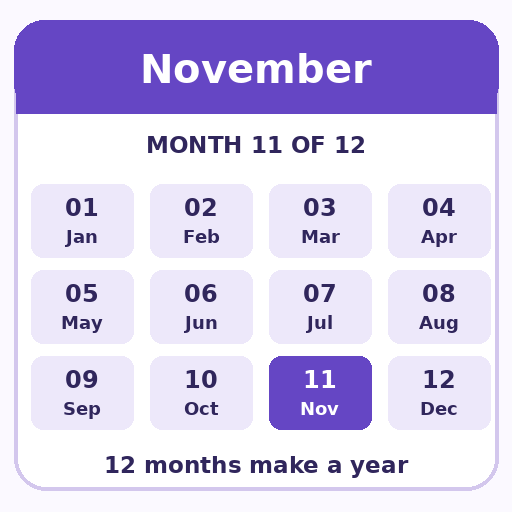 November
MONTH 11 OF 12
01 02 03 04
Jan Feb Mar Apr
05 06 07 08
May Jun Jul Aug
09 10 11 12
Sep Oct Nov Dec
12 months make a year